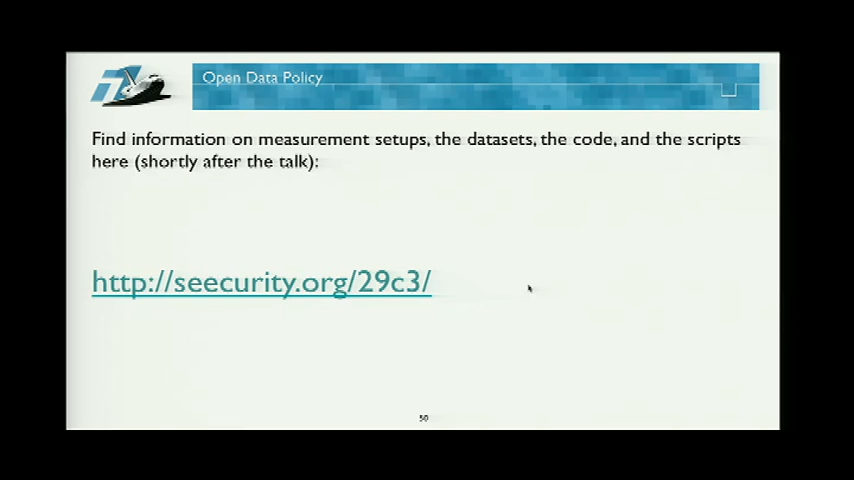 Open Data Policy
Find information on measurement setups, the datasets, the code, and the scripts
here (shortly after the talk):
http://seecurity.org/29c3/
50